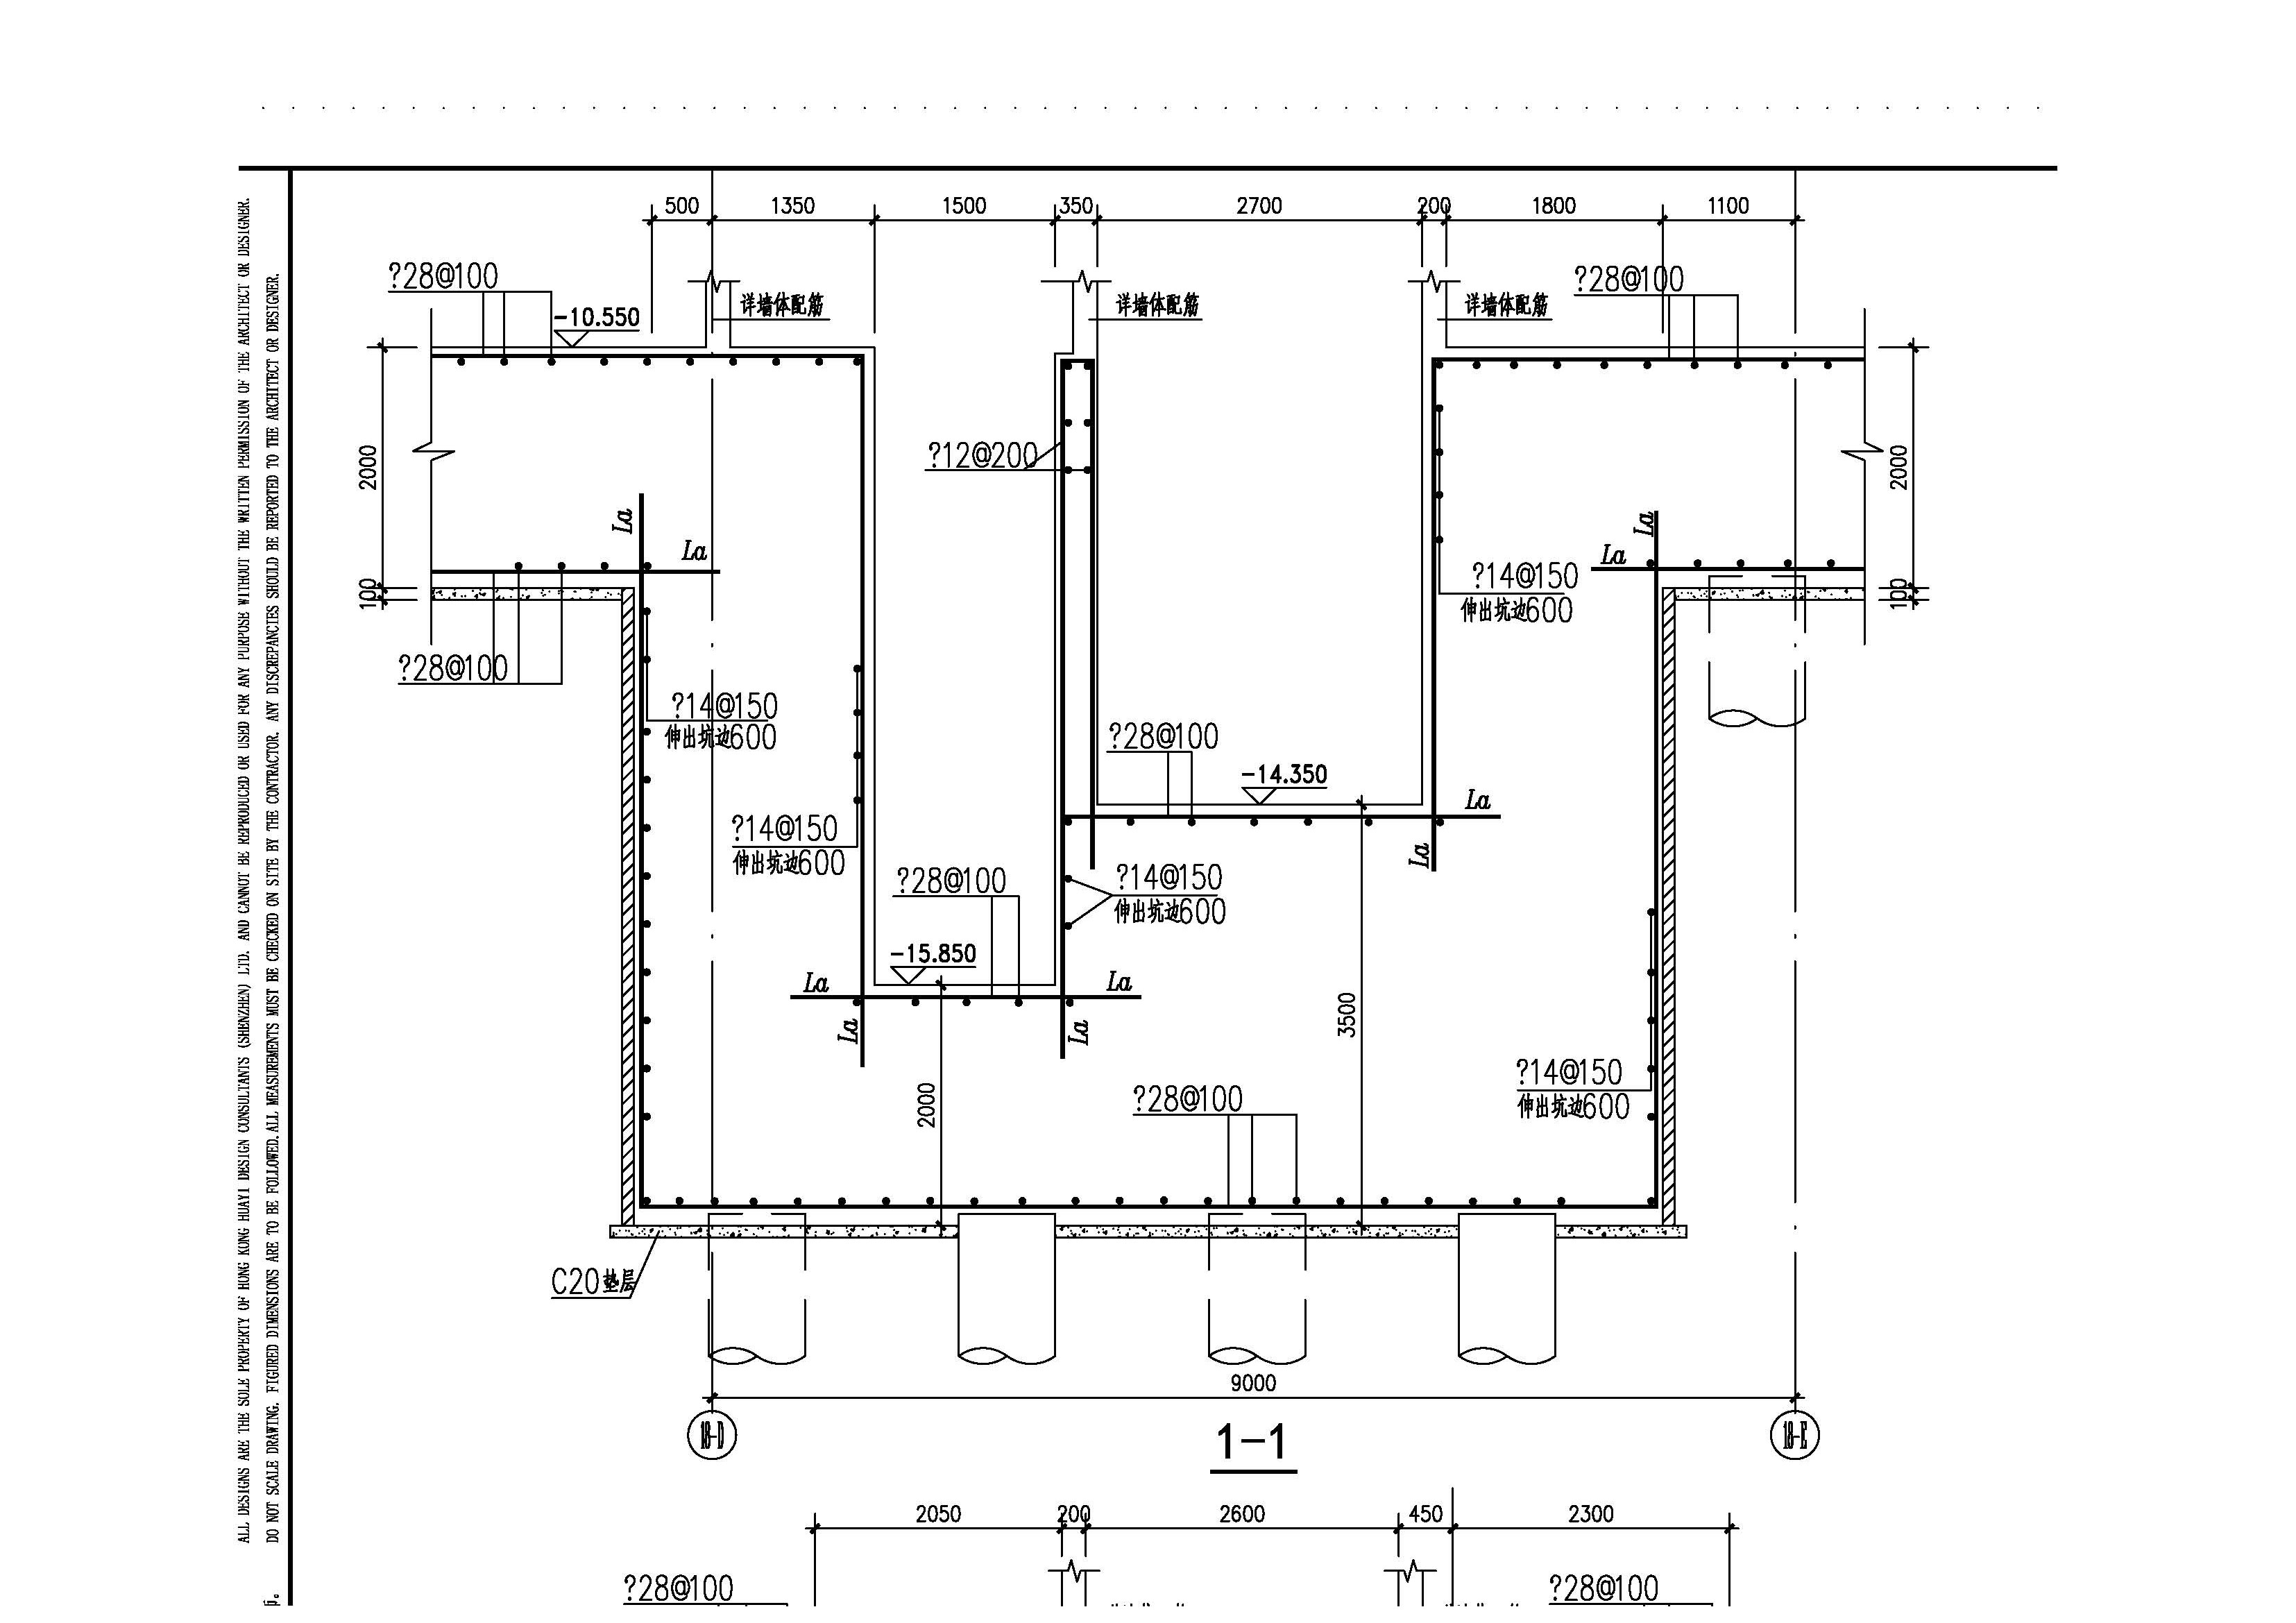 ALL DESIGNS ARE THE SOLE PROPERTY OF HONG KONG HUAYI DESIGN CONSULTANTS (SHENZHEN) LTD. AND CANNOT BE REPRODUCED OR USED FOR ANY PURPOSE WITHOUT THE WRITTEN PERMISSION OF THE ARCHITECT OR DESIGNER.
DO NOT SCALE DRAWING. FIGURED DIMENSIONS ARE TO BE FOLLOWED. ALL MEASUREMENTS MUST BE CHECKED ON SITE BY THE CONTRACTOR. ANY DISCREPANCIES SHOULD BE REPORTED TO THE ARCHITECT OR DESIGNER.
500 1350 1500 350 2700 200 1800 1100
?28@100
?28@100
-10.550
详墙体配筋
详墙体配筋
详墙体配筋
2000
?12@200
2000
La
La
La
La
100
?14@150
伸出坑边600
100
?28@100
?14@150
伸出坑边600
?28@100
-14.350
La
?14@150
伸出坑边600
La
?28@100
?14@150
伸出坑边600
-15.850
La
La
La
La
3500
2000
?14@150
伸出坑边600
?28@100
C20垫层
9000
18-D
18-E
1-1
2050 200 2600 450 2300
?28@100
?28@100